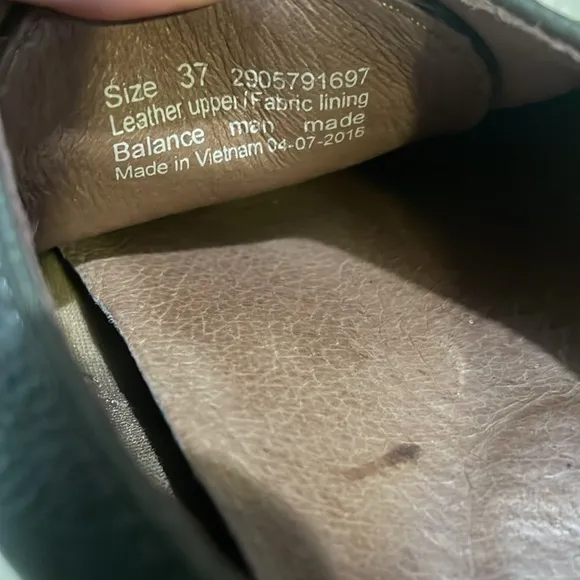 Size 37 2905791697
Leather upper/Fabric lining
Balance man made
Made in Vietnam 04-07-2016